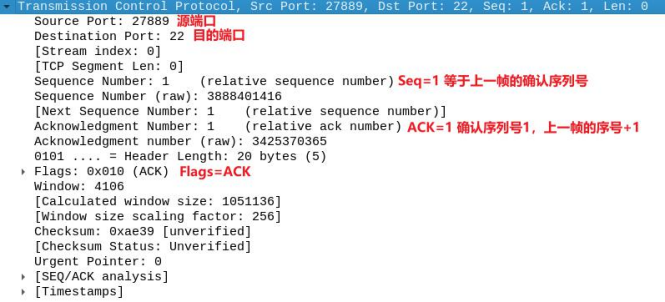 Transmission Control Protocol, Src Port: 27889, Dst Port: 22, Seq: 1, Ack: 1, Len: 0
Source Port: 27889 源端口
Destination Port: 22 目的端口
[Stream index: 0]
[TCP Segment Len: 0]
Sequence Number: 1    (relative sequence number) Seq=1 等于上一帧的确认序列号
Sequence Number (raw): 3888401416
[Next Sequence Number: 1    (relative sequence number)]
Acknowledgment Number: 1    (relative ack number) ACK=1 确认序列号1，上一帧的序号+1
Acknowledgment number (raw): 3425370365
0101 .... = Header Length: 20 bytes (5)
Flags: 0x010 (ACK) Flags=ACK
Window: 4106
[Calculated window size: 1051136]
[Window size scaling factor: 256]
Checksum: 0xae39 [unverified]
[Checksum Status: Unverified]
Urgent Pointer: 0
[SEQ/ACK analysis]
[Timestamps]